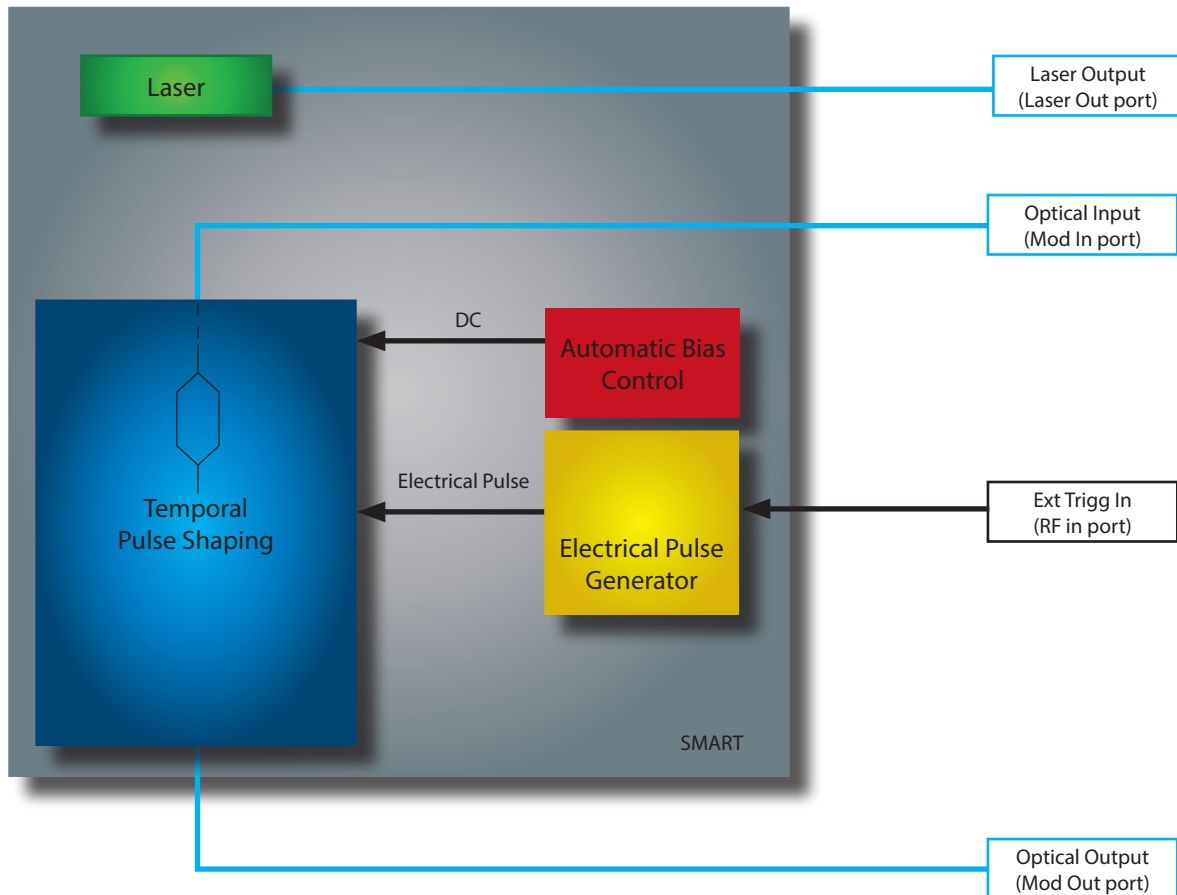 Laser
Laser Output
(Laser Out port)
Optical Input
(Mod In port)
DC
Automatic Bias
Control
Electrical Pulse
Temporal
Pulse Shaping
Electrical Pulse
Generator
Ext Trigg In
(RF in port)
SMART
Optical Output
(Mod Out port)